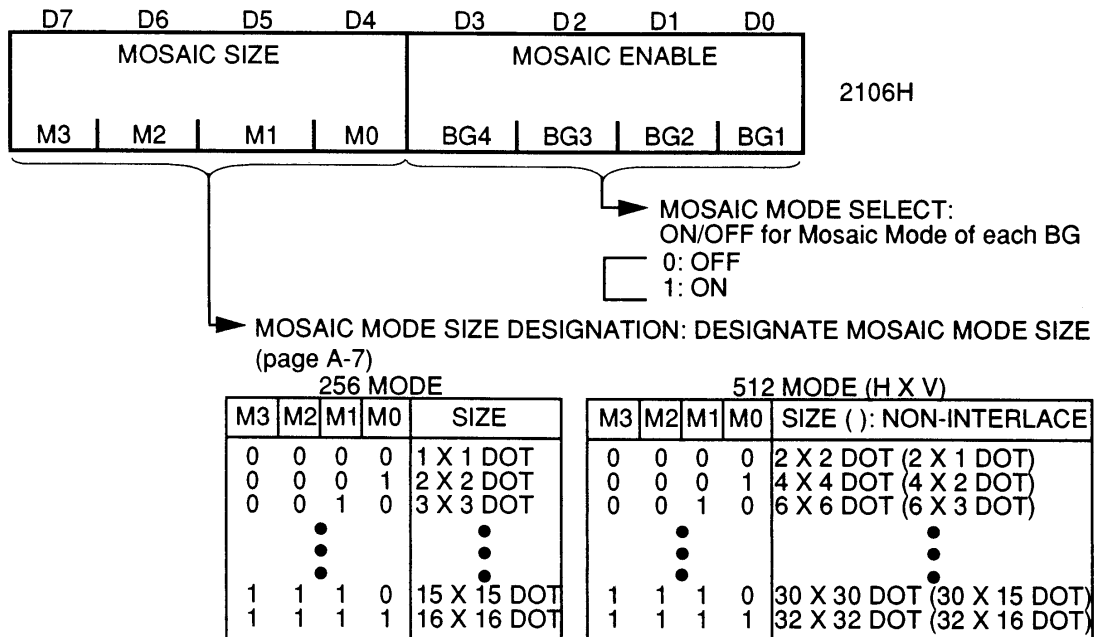 D7 D6 D5 D4 D3 D2 D1 D0
MOSAIC SIZE MOSAIC ENABLE
2106H
M3 M2 M1 M0 BG4 BG3 BG2 BG1
MOSAIC MODE SELECT:
ON/OFF for Mosaic Mode of each BG
0: OFF
1: ON
MOSAIC MODE SIZE DESIGNATION: DESIGNATE MOSAIC MODE SIZE
(page A-7)
256 MODE
M3 M2 M1 M0 SIZE
0 0 0 0 1 X 1 DOT
0 0 0 1 2 X 2 DOT
0 0 1 0 3 X 3 DOT
1 1 1 0 15 X 15 DOT
1 1 1 1 16 X 16 DOT
512 MODE (H X V)
M3 M2 M1 M0 SIZE ( ): NON-INTERLACE
0 0 0 0 2 X 2 DOT (2 X 1 DOT)
0 0 0 1 4 X 4 DOT (4 X 2 DOT)
0 0 1 0 6 X 6 DOT (6 X 3 DOT)
1 1 1 0 30 X 30 DOT (30 X 15 DOT)
1 1 1 1 32 X 32 DOT (32 X 16 DOT)